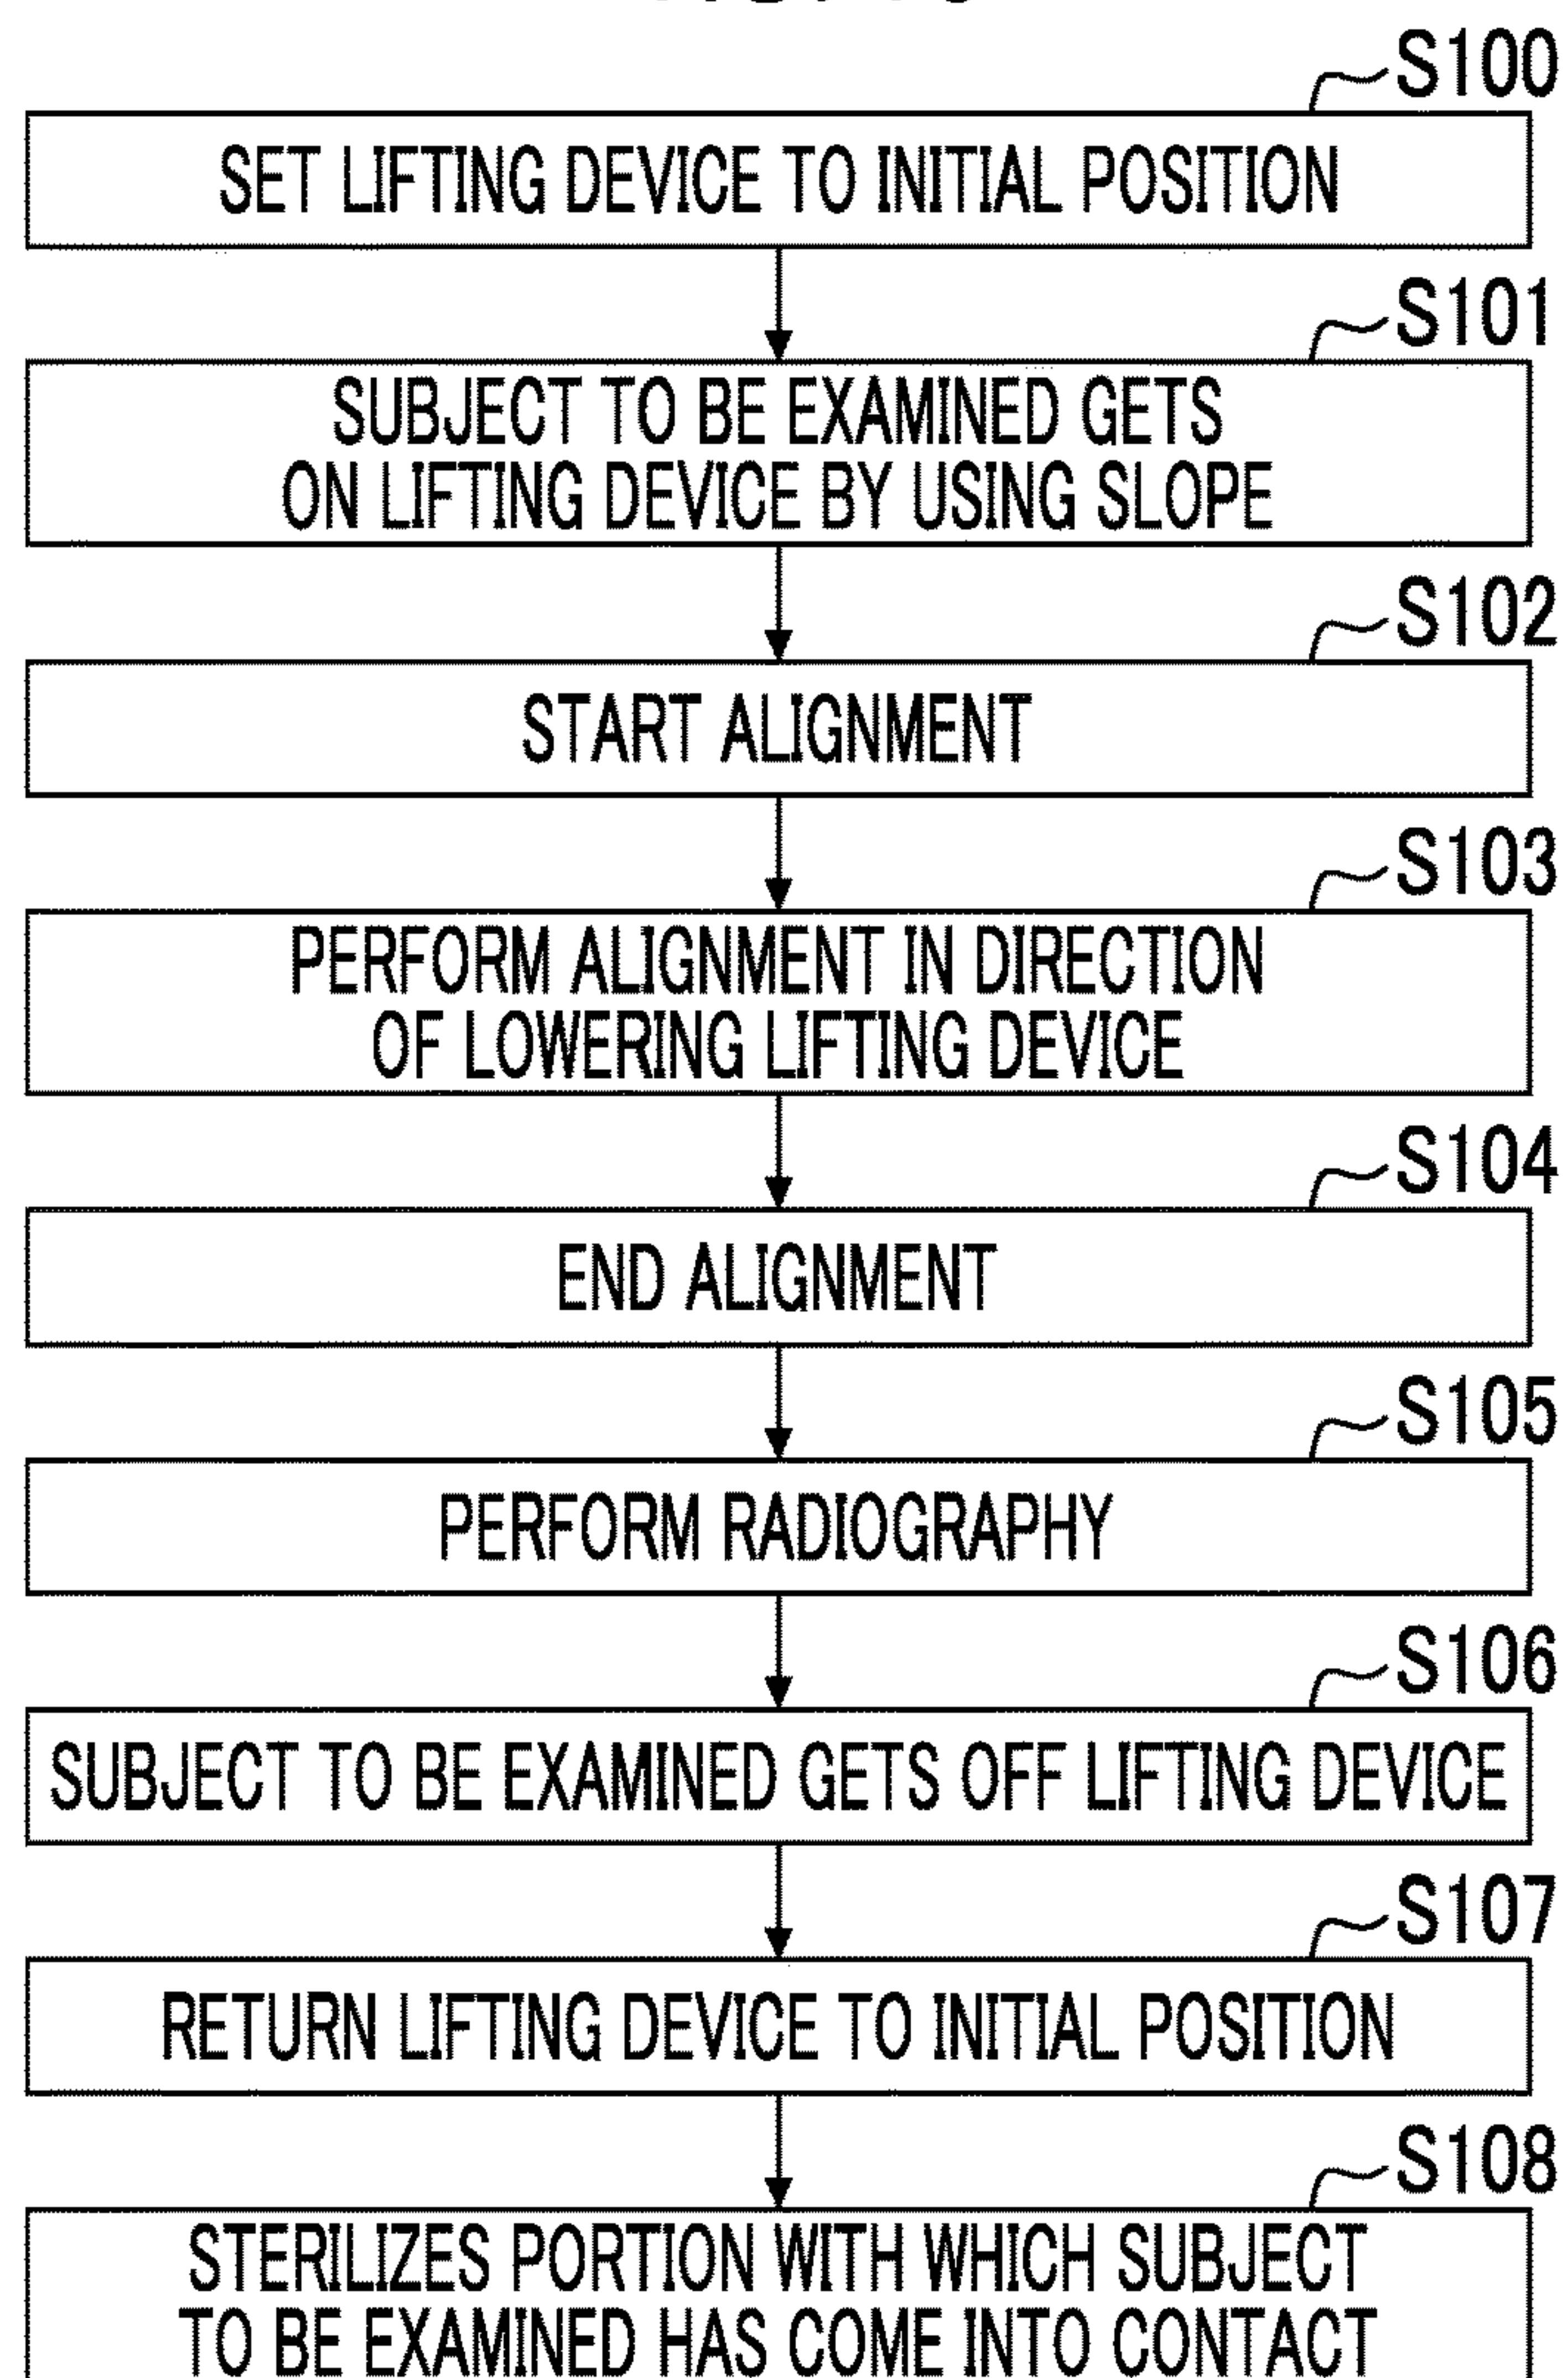 S100
SET LIFTING DEVICE TO INITIAL POSITION
S101
SUBJECT TO BE EXAMINED GETS
ON LIFTING DEVICE BY USING SLOPE
S102
START ALIGNMENT
S103
PERFORM ALIGNMENT IN DIRECTION
OF LOWERING LIFTING DEVICE
S104
END ALIGNMENT
S105
PERFORM RADIOGRAPHY
S106
SUBJECT TO BE EXAMINED GETS OFF LIFTING DEVICE
S107
RETURN LIFTING DEVICE TO INITIAL POSITION
S108
STERILIZES PORTION WITH WHICH SUBJECT
TO BE EXAMINED HAS COME INTO CONTACT